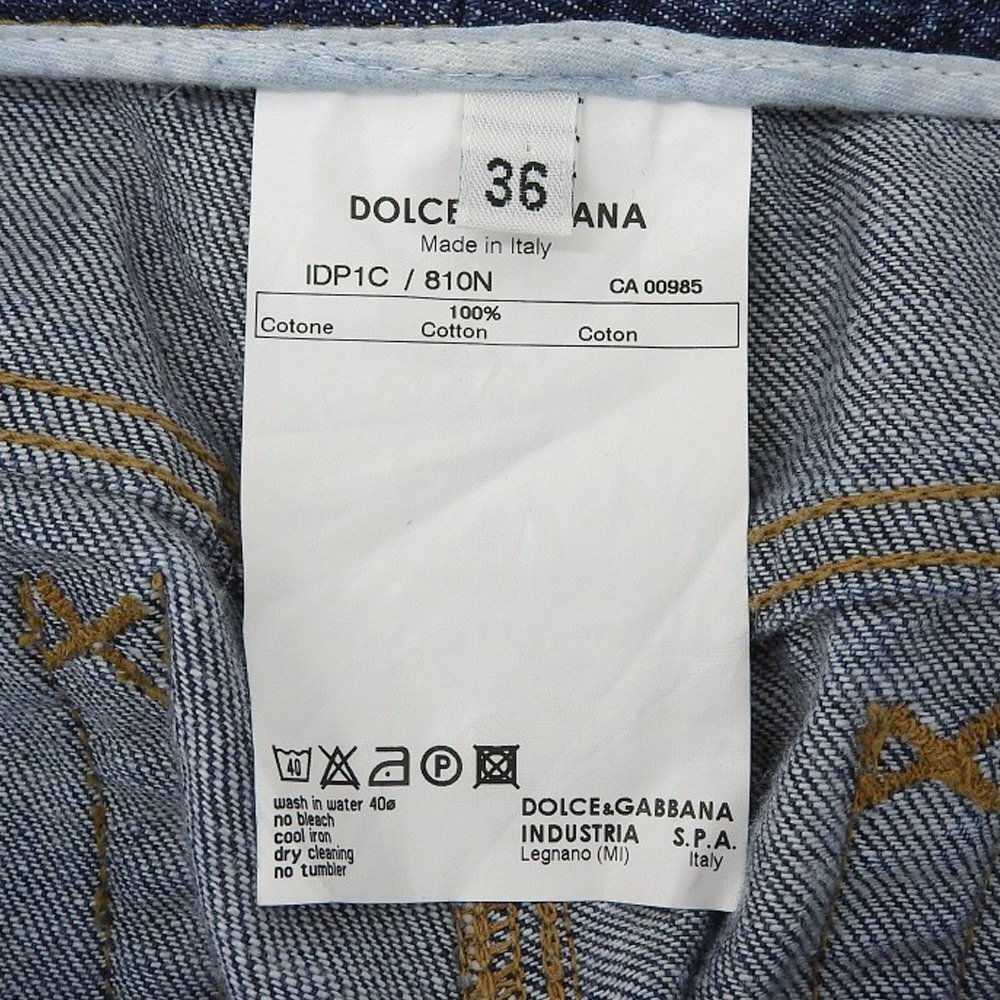 36
DOLCE ANA
Made in Italy
IDP1C / 810N CA 00985
100%
Cotone Cotton Coton
40 P
wash in water 40ø
no bleach
cool iron
dry cleaning
no tumbler
DOLCE&GABBANA
INDUSTRIA S.P.A.
Legnano (MI) Italy